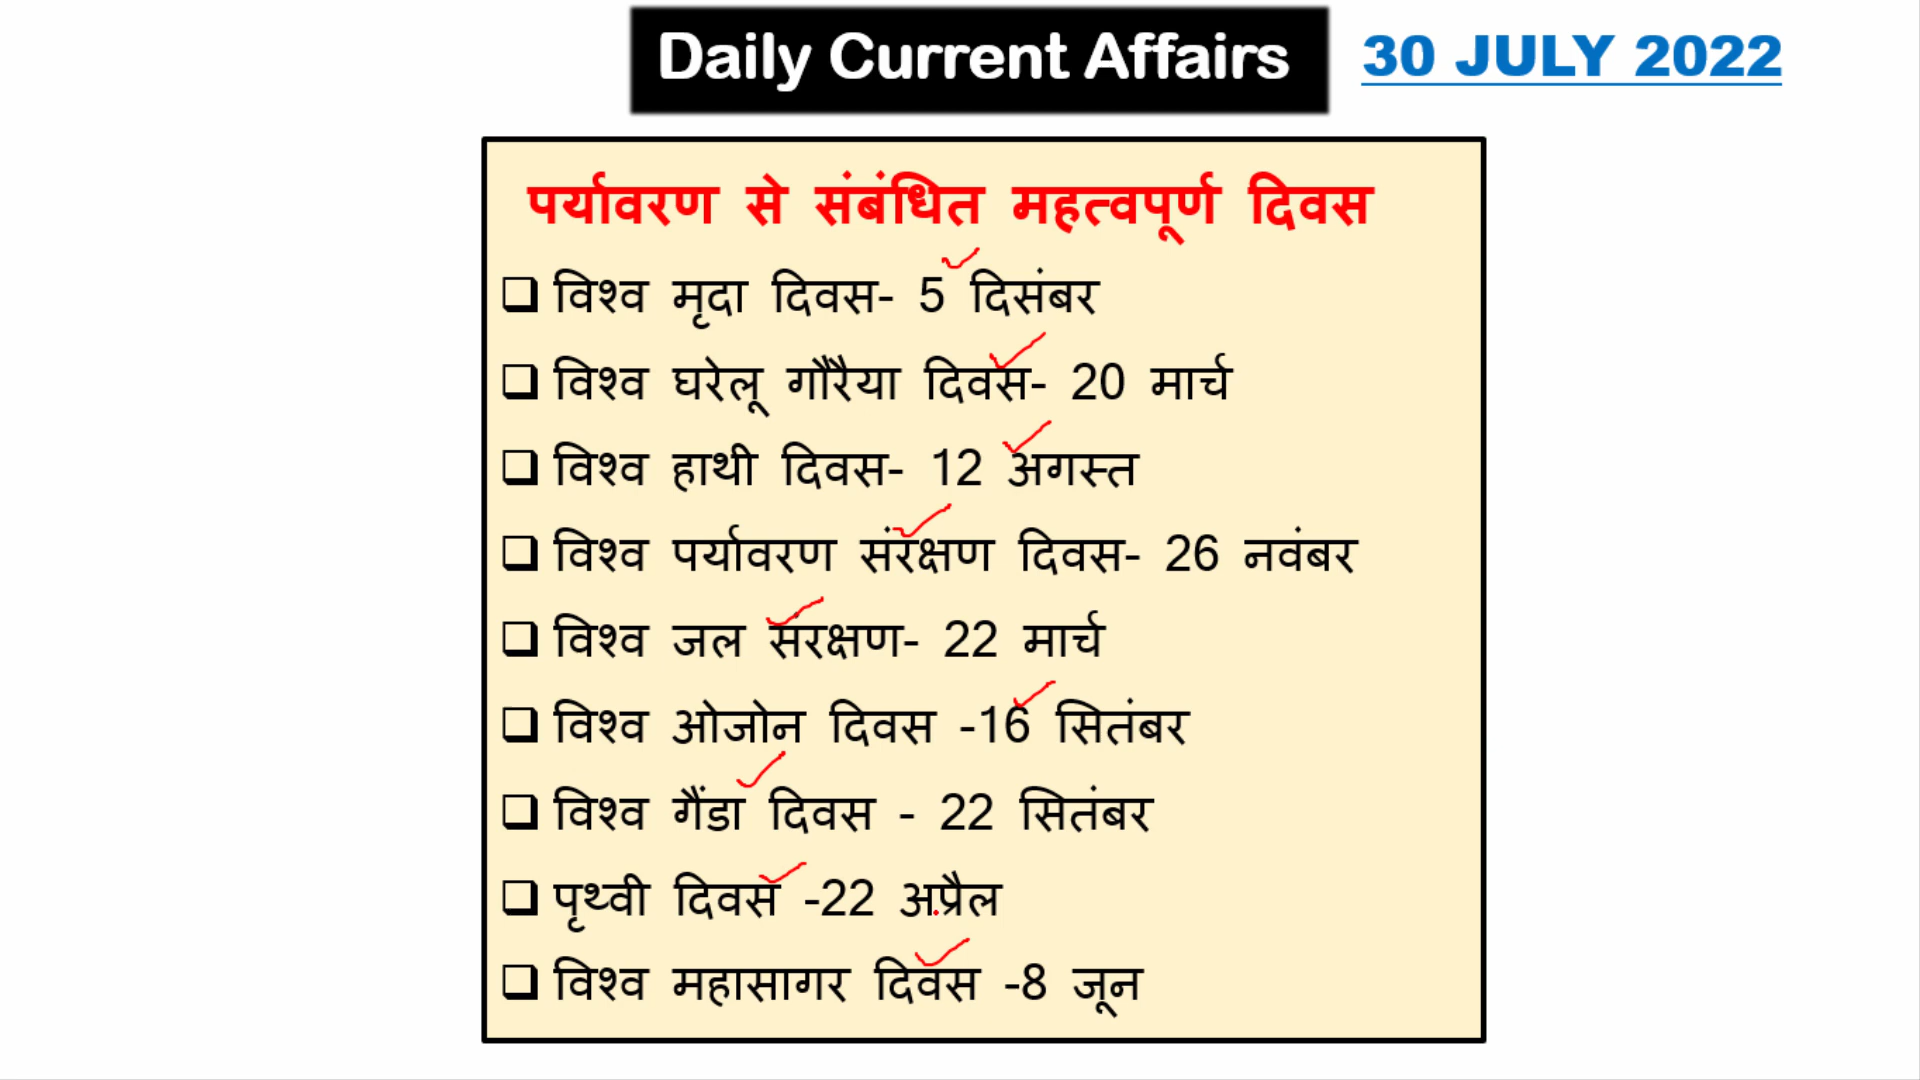 Daily Current Affairs
30 JULY 2022
पर्यावरण से संबंधित महत्वपूर्ण दिवस
विश्व मृदा दिवस- 5 दिसंबर
विश्व घरेलू गौरैया दिवस- 20 मार्च
विश्व हाथी दिवस- 12 अगस्त
विश्व पर्यावरण संरक्षण दिवस- 26 नवंबर
विश्व जल संरक्षण- 22 मार्च
विश्व ओजोन दिवस -16 सितंबर
विश्व गैंडा दिवस - 22 सितंबर
पृथ्वी दिवस -22 अप्रैल
विश्व महासागर दिवस -8 जून